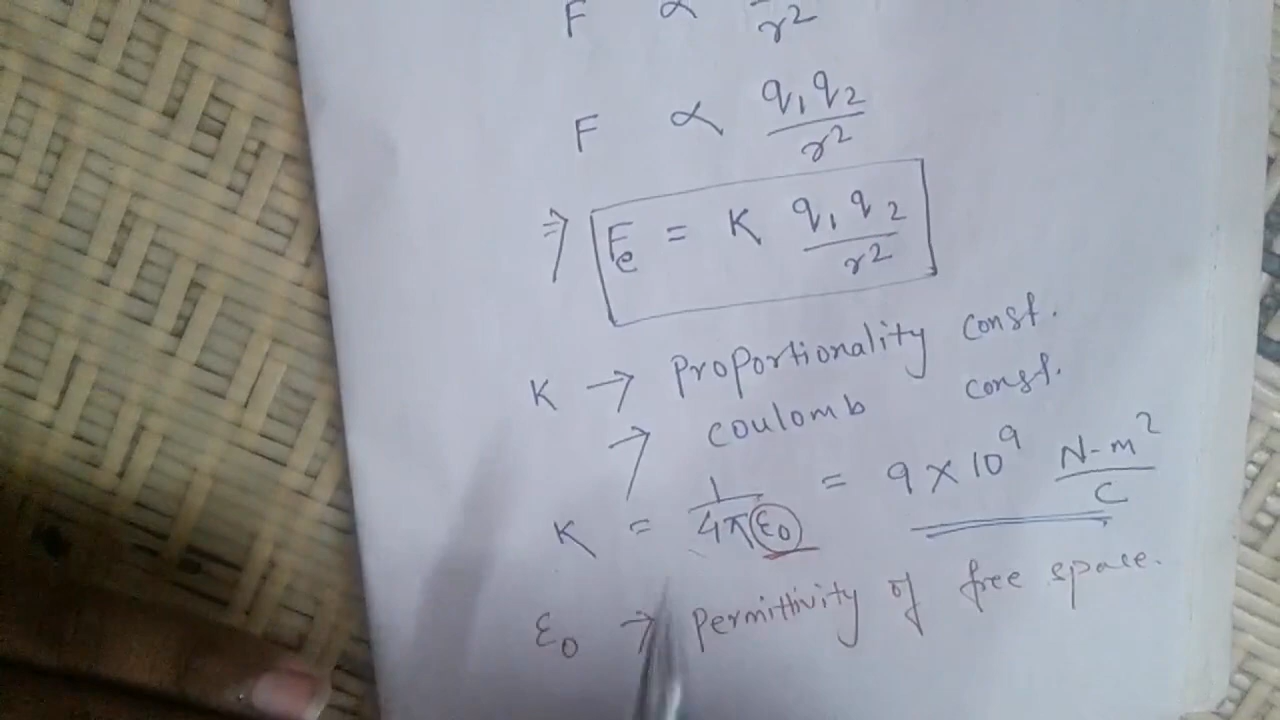 F ∝ /r²
F ∝ q₁q₂/r²
⇒ Fe = K q₁q₂/r²
K → Proportionality const.
→ coulomb const.
K = 1/4πε₀ = 9×10⁹ N-m²/C
ε₀ → Permittivity of free space.